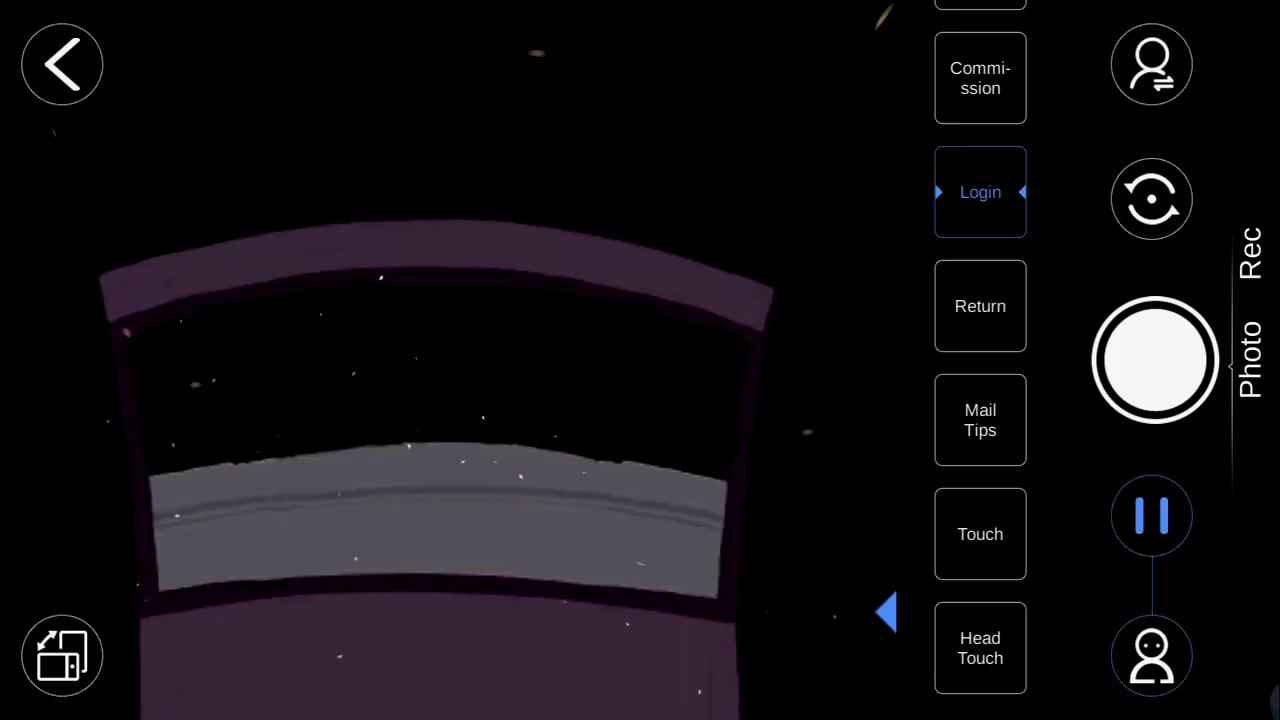 Commi-
ssion
Login
Return
Mail
Tips
Touch
Head
Touch
Rec
Photo